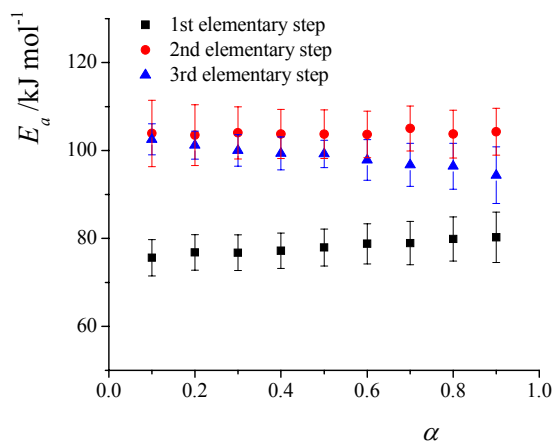 1st elementary step
2nd elementary step
3rd elementary step
E_a /kJ mol⁻¹
120
100
80
60
0.0 0.2 0.4 0.6 0.8 1.0
α